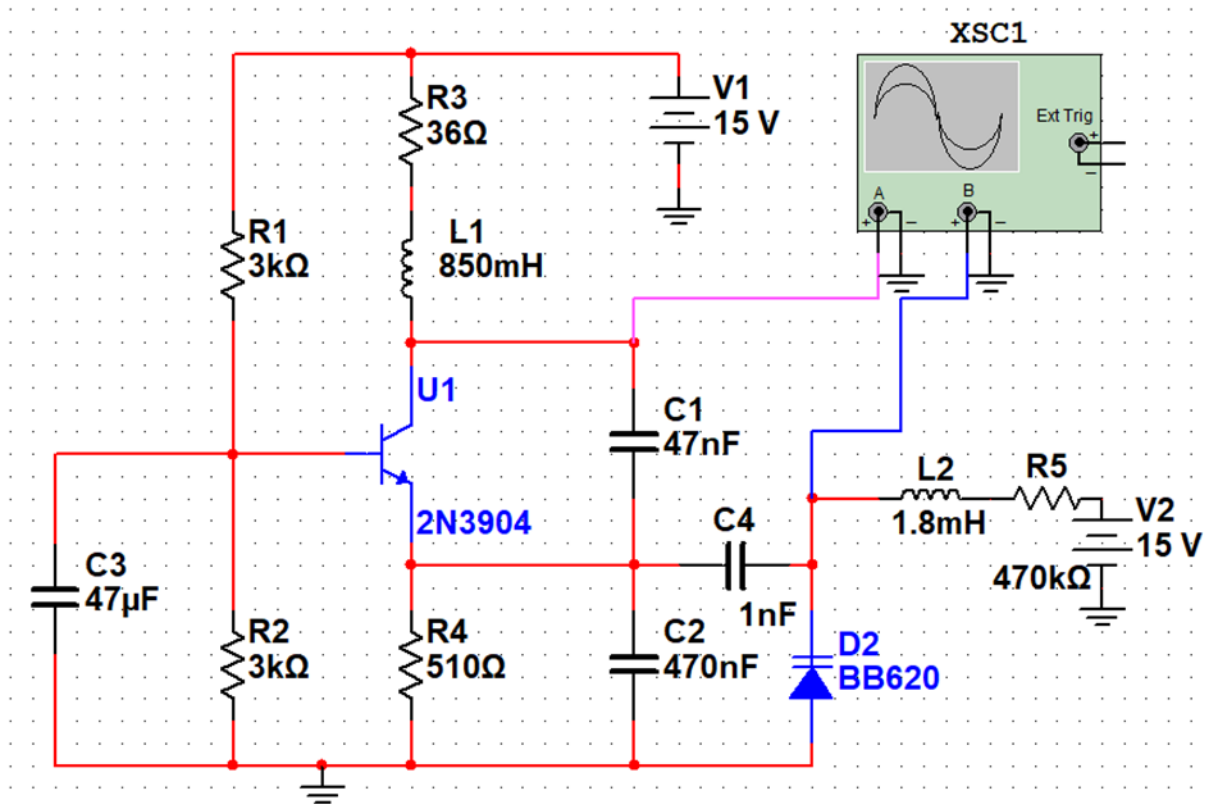 XSC1
Ext Trig
+
−
A
B
+
−
+
−
R3
36Ω
V1
15 V
R1
3kΩ
L1
850mH
U1
2N3904
C1
47nF
L2
1.8mH
R5
470kΩ
V2
15 V
C4
1nF
C3
47µF
R2
3kΩ
R4
510Ω
C2
470nF
D2
BB620